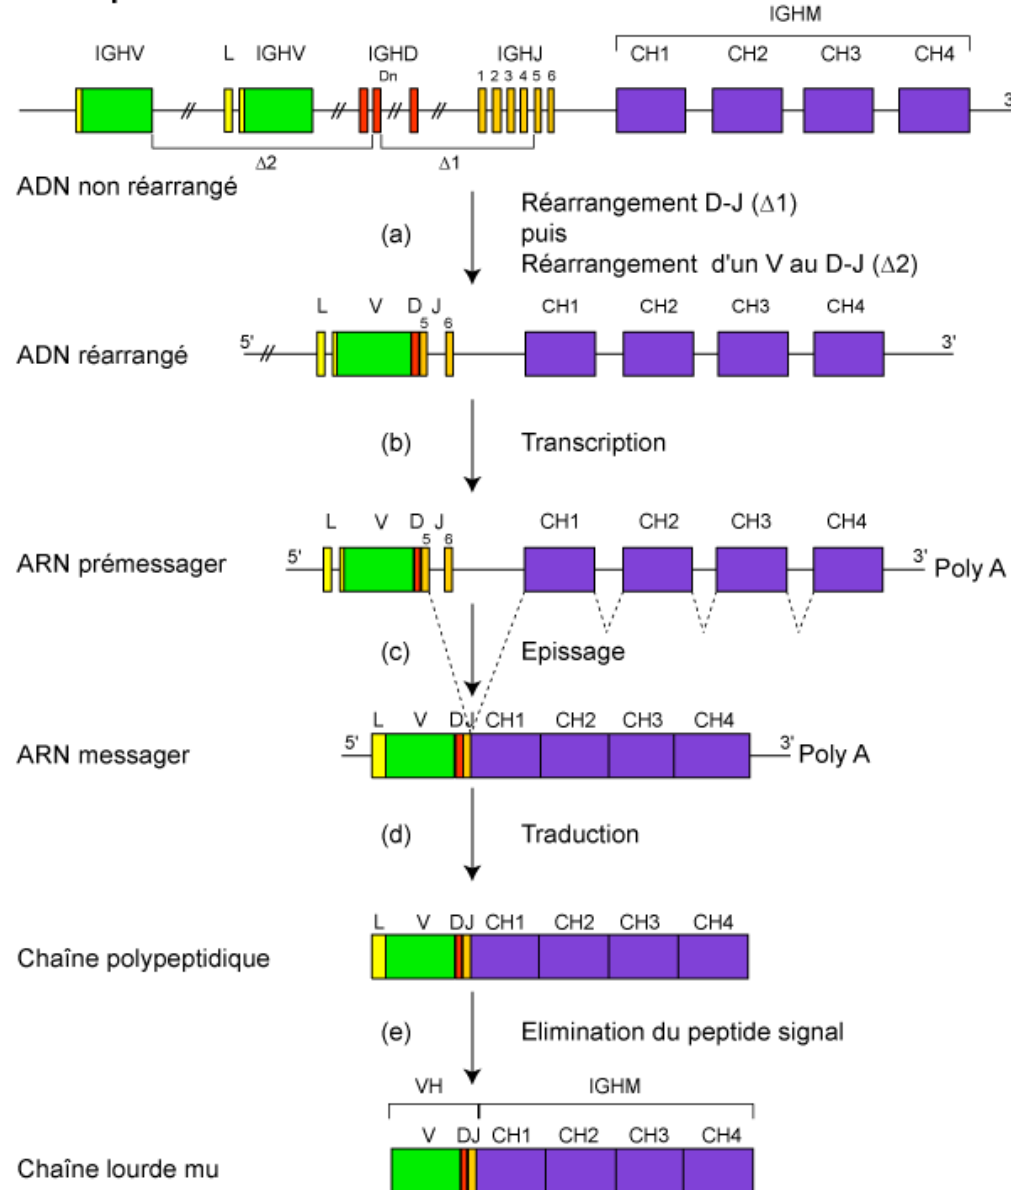 IGHM
IGHV L IGHV IGHD IGHJ CH1 CH2 CH3 CH4
Dn 1 2 3 4 5 6
Δ2 Δ1
ADN non réarrangé
(a)
Réarrangement D-J (Δ1)
puis
Réarrangement d'un V au D-J (Δ2)
L V D J CH1 CH2 CH3 CH4
5 6
ADN réarrangé 5' 3'
(b) Transcription
L V D J CH1 CH2 CH3 CH4
5 6
ARN prémessager 5' 3' Poly A
(c) Epissage
L V DJ CH1 CH2 CH3 CH4
ARN messager 5' 3' Poly A
(d) Traduction
L V DJ CH1 CH2 CH3 CH4
Chaîne polypeptidique
(e) Elimination du peptide signal
VH IGHM
V DJ CH1 CH2 CH3 CH4
Chaîne lourde mu